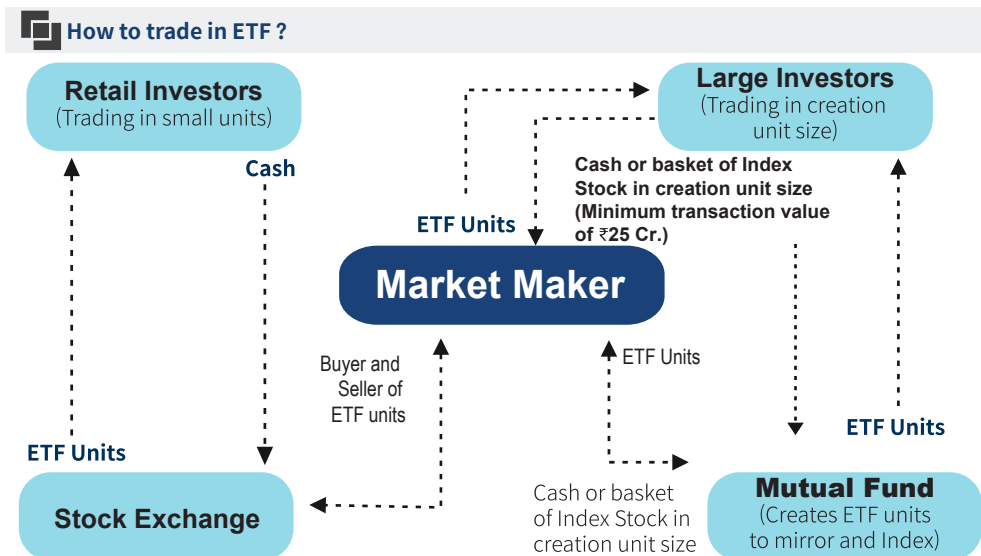 How to trade in ETF ?
Retail Investors
(Trading in small units)
Large Investors
(Trading in creation
unit size)
Cash
Cash or basket of Index
Stock in creation unit size
(Minimum transaction value
of ₹25 Cr.)
ETF Units
Market Maker
Buyer and
Seller of
ETF units
ETF Units
ETF Units
ETF Units
Stock Exchange
Cash or basket
of Index Stock in
creation unit size
Mutual Fund
(Creates ETF units
to mirror and Index)